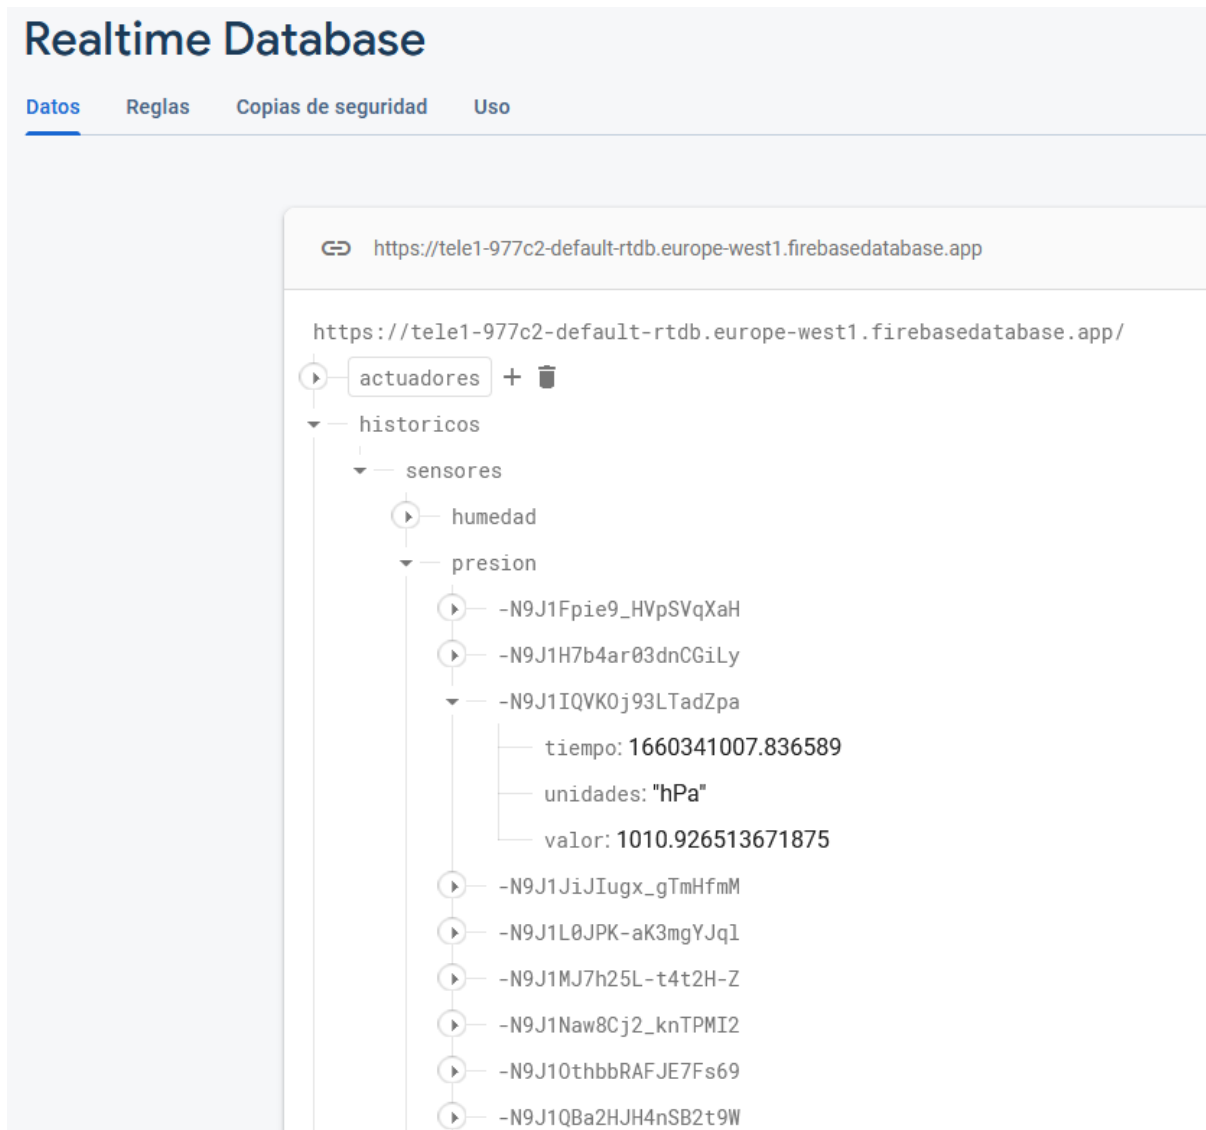 Realtime Database
Datos Reglas Copias de seguridad Uso
https://tele1-977c2-default-rtdb.europe-west1.firebasedatabase.app
https://tele1-977c2-default-rtdb.europe-west1.firebasedatabase.app/
actuadores
historicos
sensores
humedad
presion
-N9J1Fpie9_HVpSVqXaH
-N9J1H7b4ar03dnCGiLy
-N9J1IQVKOj93LTadZpa
tiempo: 1660341007.836589
unidades: "hPa"
valor: 1010.926513671875
-N9J1JiJIugx_gTmHfmM
-N9J1L0JPK-aK3mgYJql
-N9J1MJ7h25L-t4t2H-Z
-N9J1Naw8Cj2_knTPMI2
-N9J1OthbbRAFJE7Fs69
-N9J1QBa2HJH4nSB2t9W